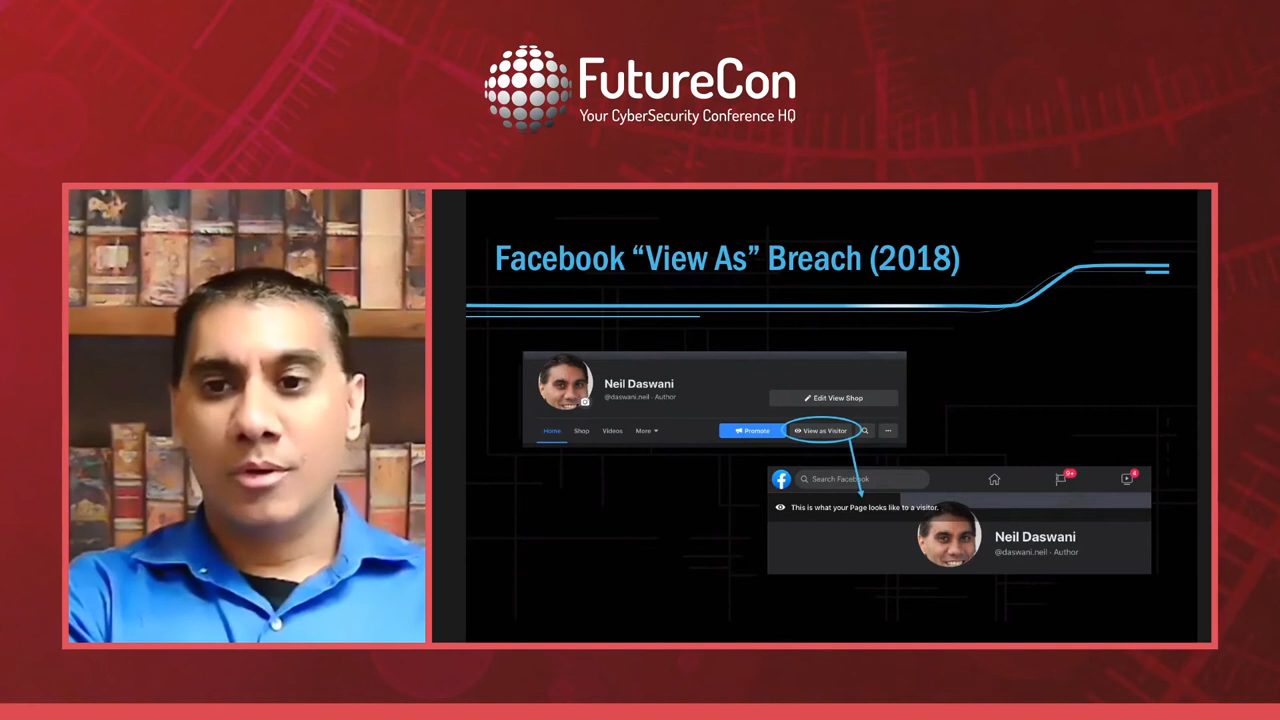 FutureCon
Your CyberSecurity Conference HQ
Facebook “View As” Breach (2018)
Neil Daswani
@daswani.neil · Author
Edit View Shop
Home Shop Videos More Promote View as Visitor ...
Search Facebook 9+ 4
This is what your Page looks like to a visitor.
Neil Daswani
@daswani.neil · Author